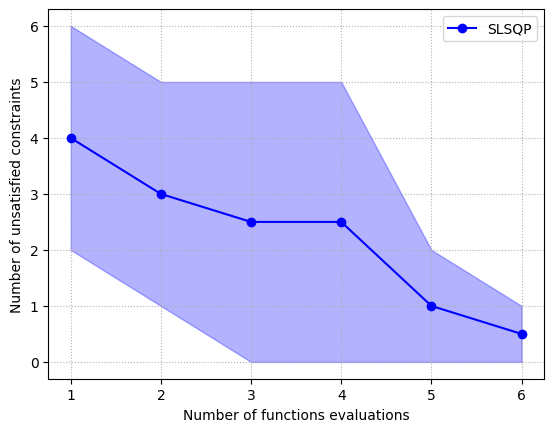 SLSQP
Number of unsatisfied constraints
6
5
4
3
2
1
0
1 2 3 4 5 6
Number of functions evaluations